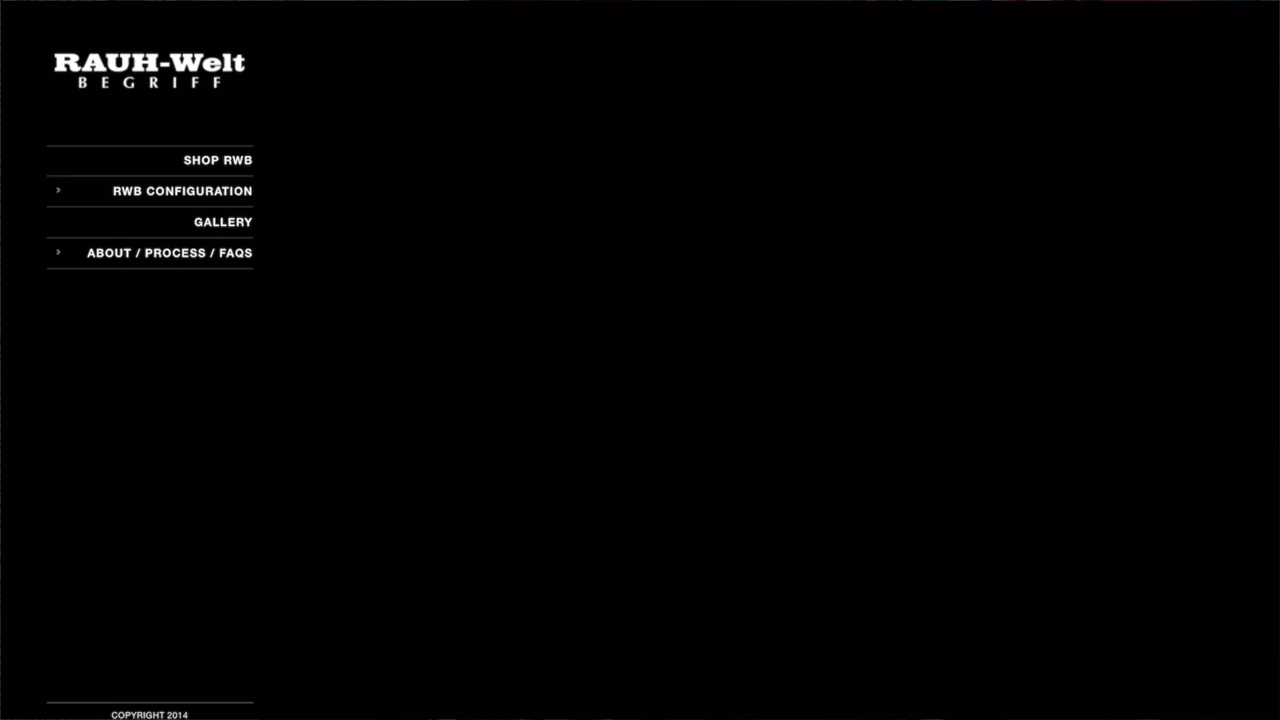 RAUH-Welt
BEGRIFF
SHOP RWB
RWB CONFIGURATION
GALLERY
ABOUT / PROCESS / FAQS
COPYRIGHT 2014